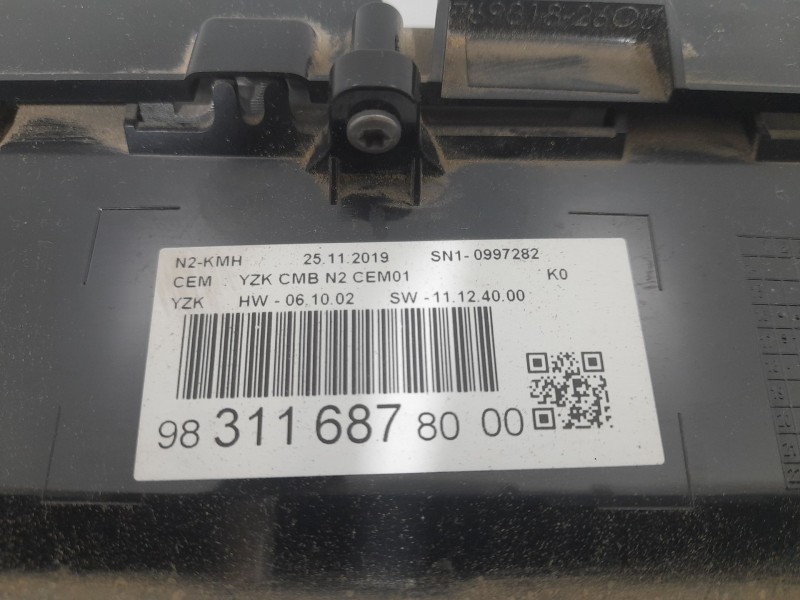 N2-KMH 25.11.2019 SN1- 0997282
CEM YZK CMB N2 CEM01 K0
YZK HW - 06.10.02 SW -11.12.40.00
98 311 687 80 00